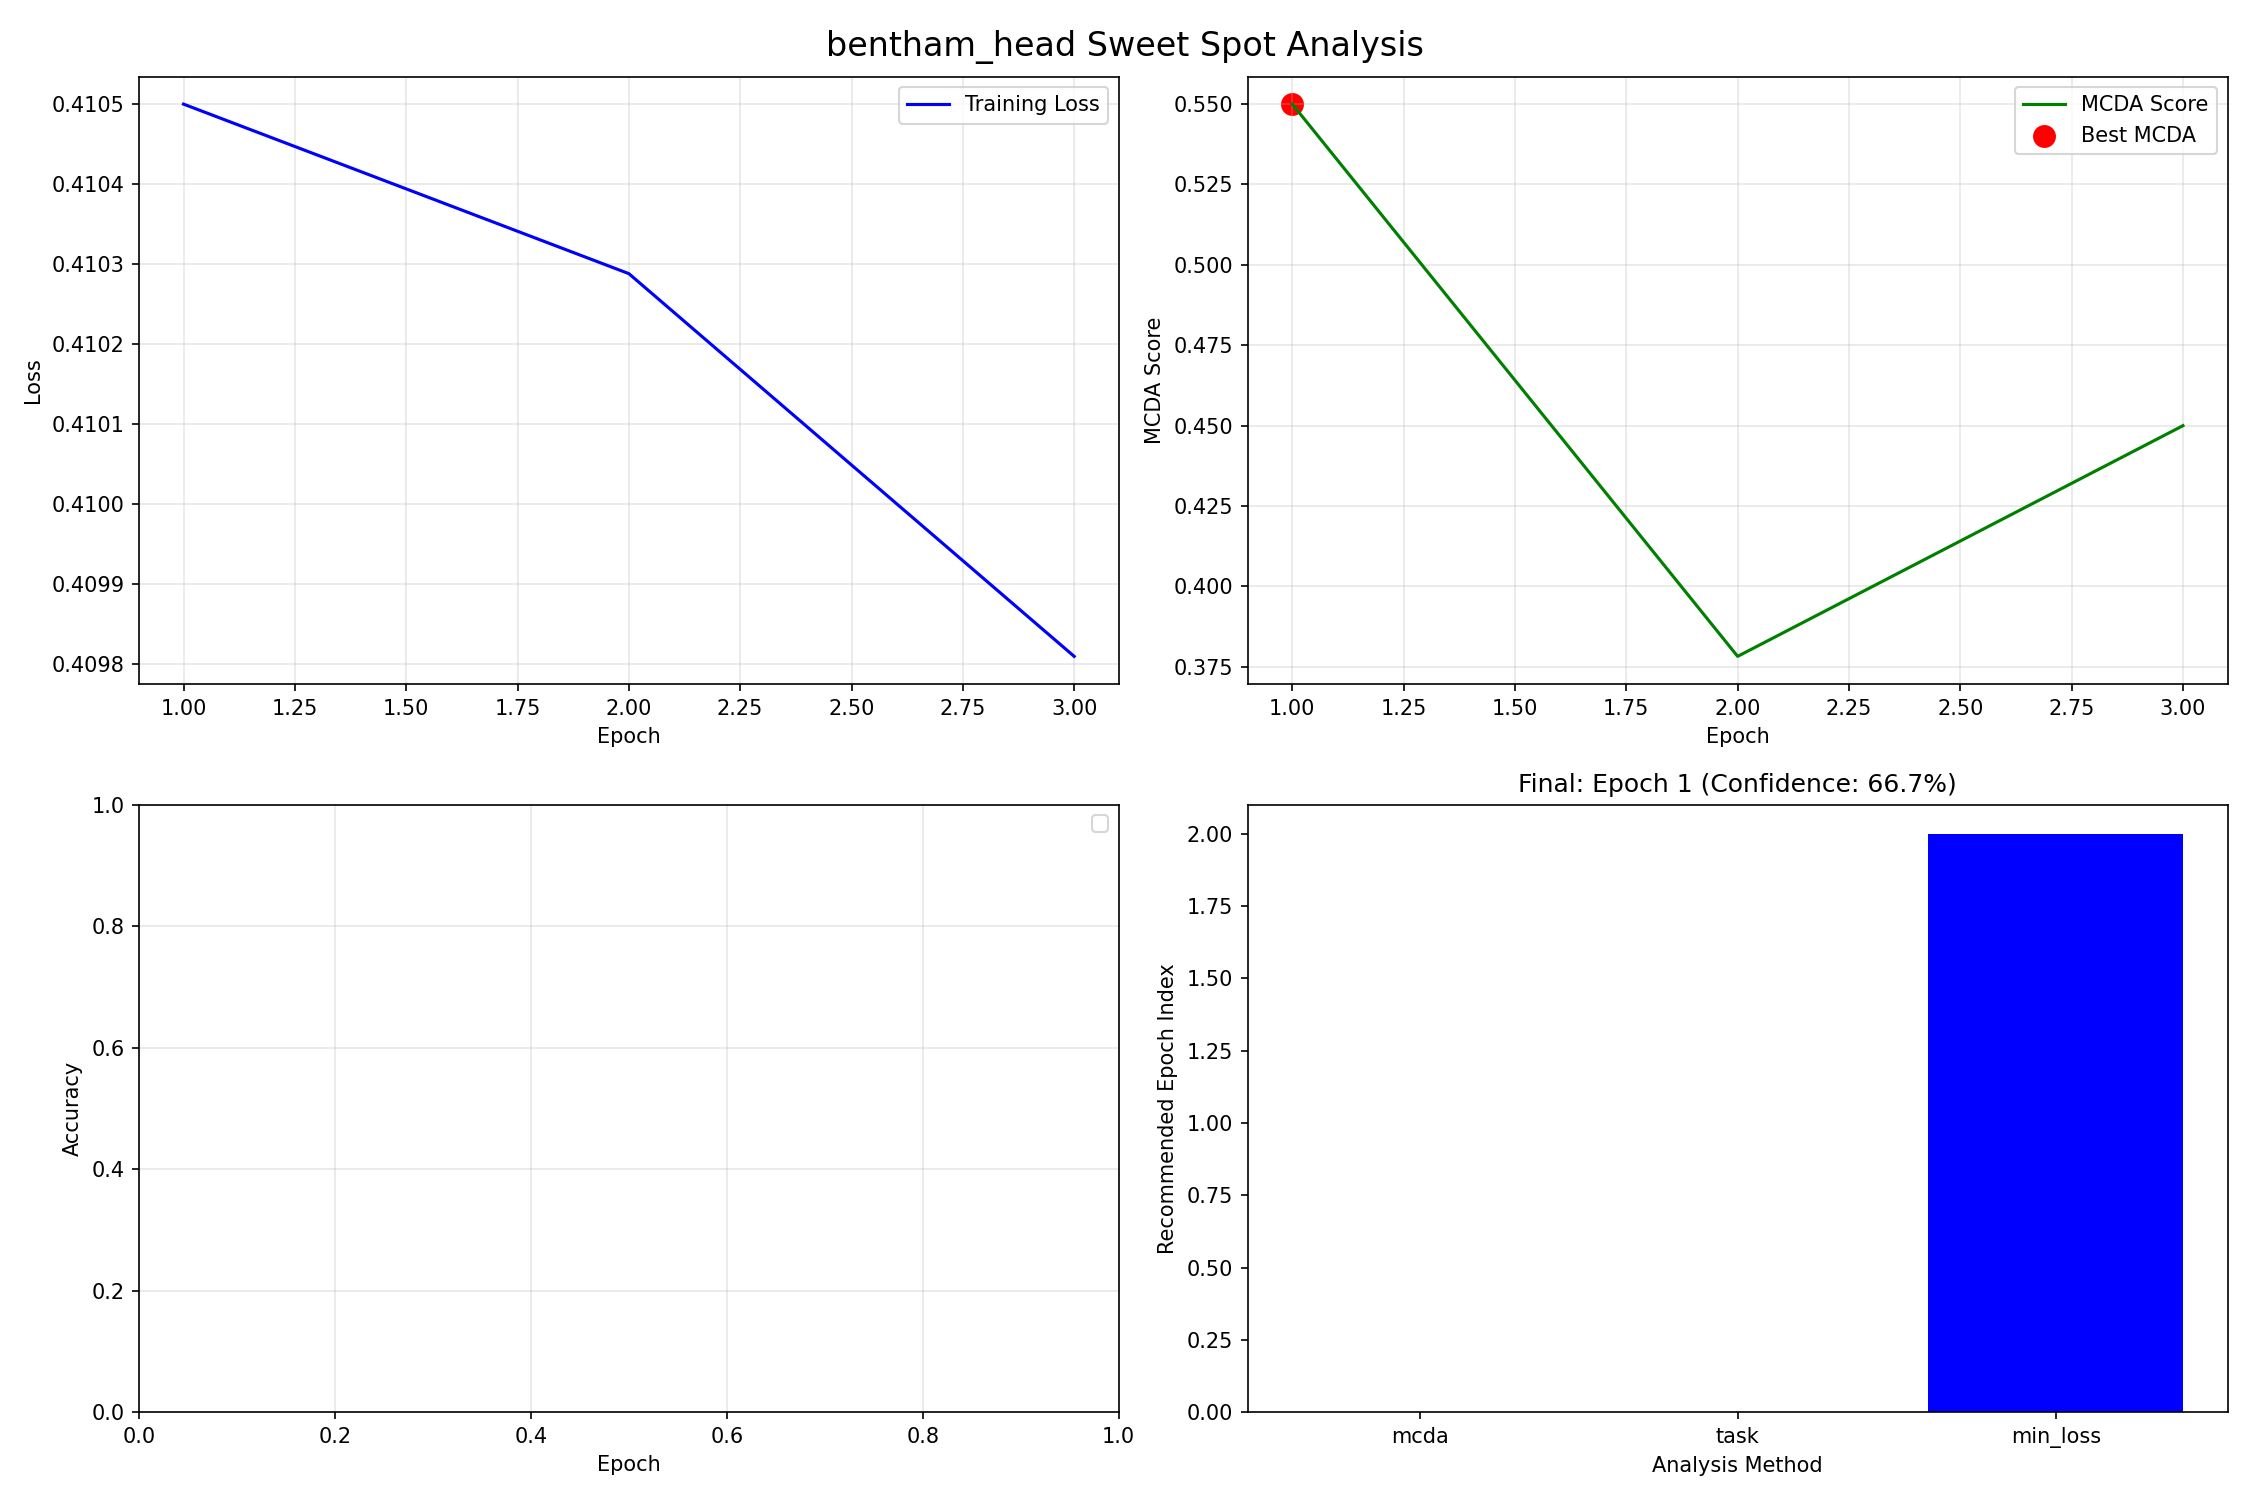 bentham_head Sweet Spot Analysis
Training Loss
0.4105
0.4104
0.4103
0.4102
0.4101
0.4100
0.4099
0.4098
Loss
1.00 1.25 1.50 1.75 2.00 2.25 2.50 2.75 3.00
Epoch
MCDA Score
Best MCDA
0.550
0.525
0.500
0.475
0.450
0.425
0.400
0.375
MCDA Score
1.00 1.25 1.50 1.75 2.00 2.25 2.50 2.75 3.00
Epoch
1.0
0.8
0.6
0.4
0.2
0.0
Accuracy
0.0 0.2 0.4 0.6 0.8 1.0
Epoch
Final: Epoch 1 (Confidence: 66.7%)
2.00
1.75
1.50
1.25
1.00
0.75
0.50
0.25
0.00
Recommended Epoch Index
mcda task min_loss
Analysis Method